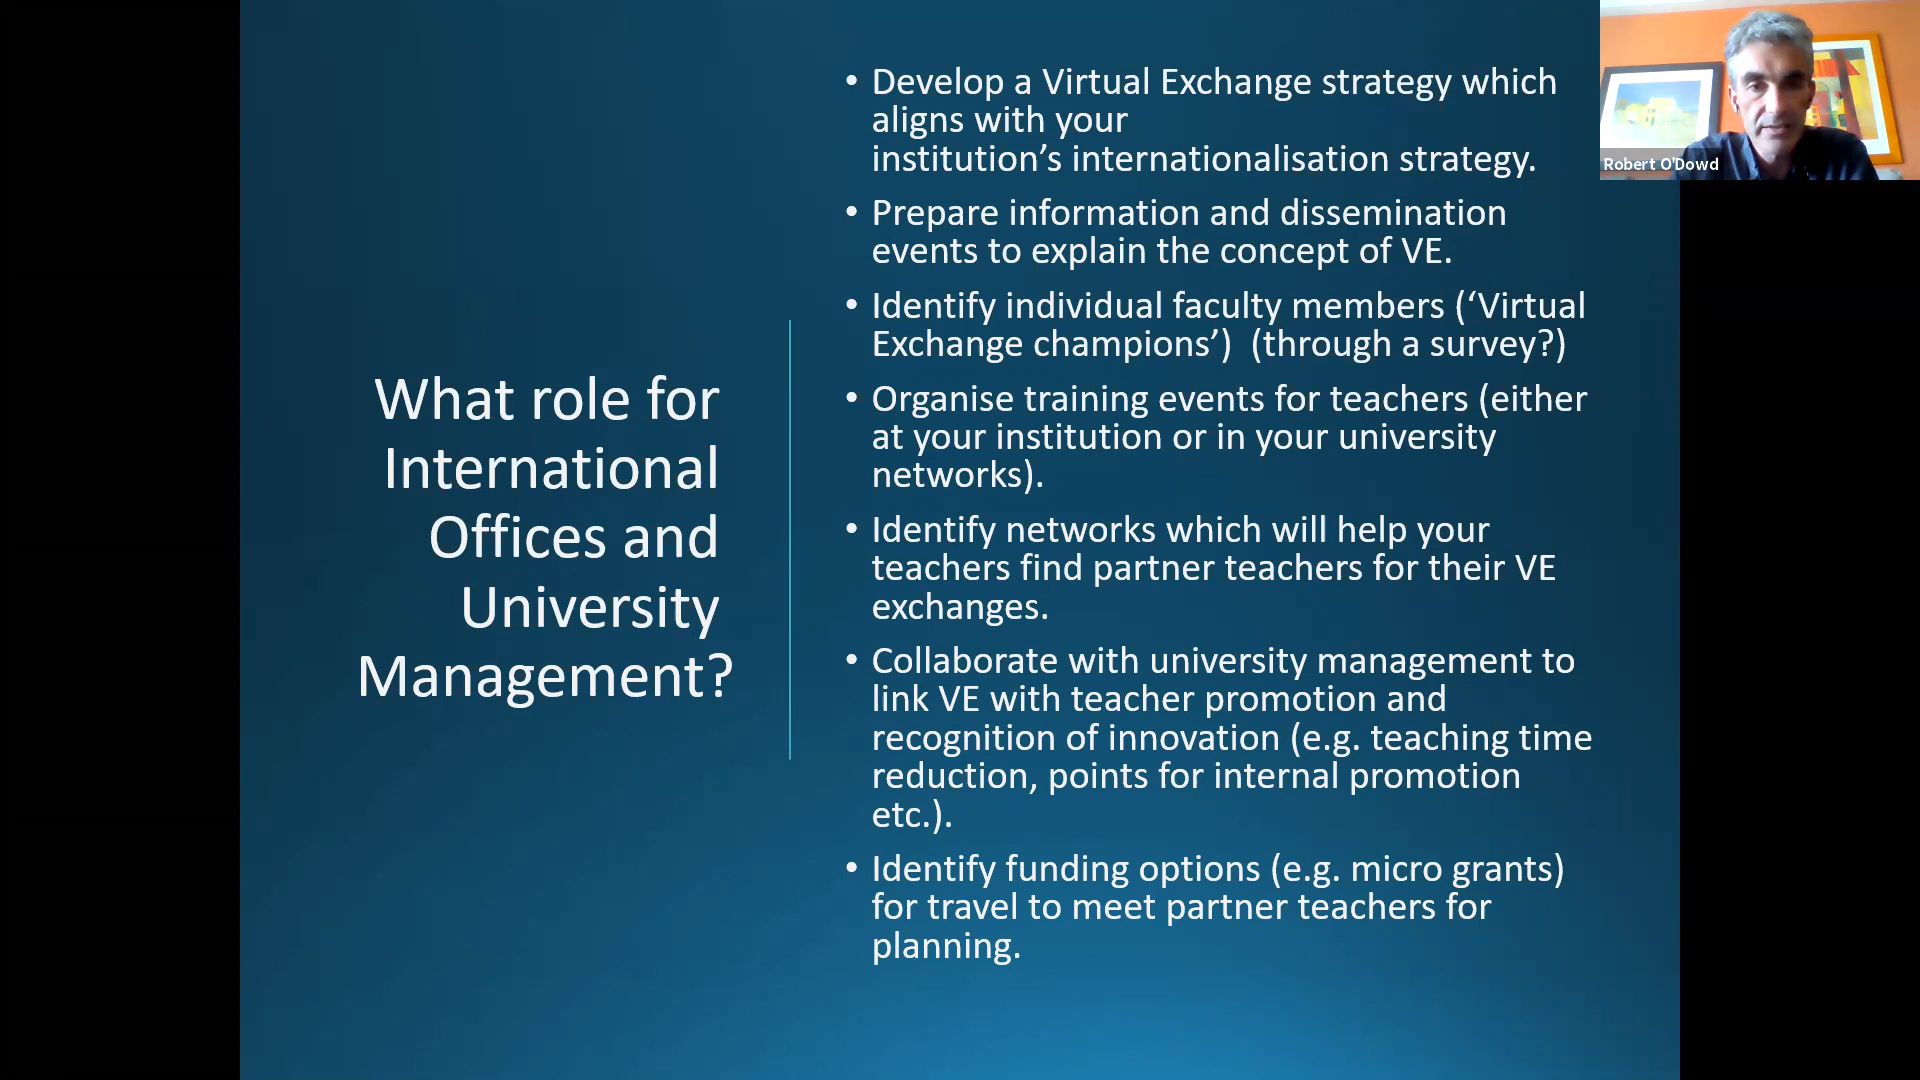 What role for
International
Offices and
University
Management?
• Develop a Virtual Exchange strategy which
aligns with your
institution’s internationalisation strategy.
• Prepare information and dissemination
events to explain the concept of VE.
• Identify individual faculty members (‘Virtual
Exchange champions’)  (through a survey?)
• Organise training events for teachers (either
at your institution or in your university
networks).
• Identify networks which will help your
teachers find partner teachers for their VE
exchanges.
• Collaborate with university management to
link VE with teacher promotion and
recognition of innovation (e.g. teaching time
reduction, points for internal promotion
etc.).
• Identify funding options (e.g. micro grants)
for travel to meet partner teachers for
planning.
Robert O'Dowd